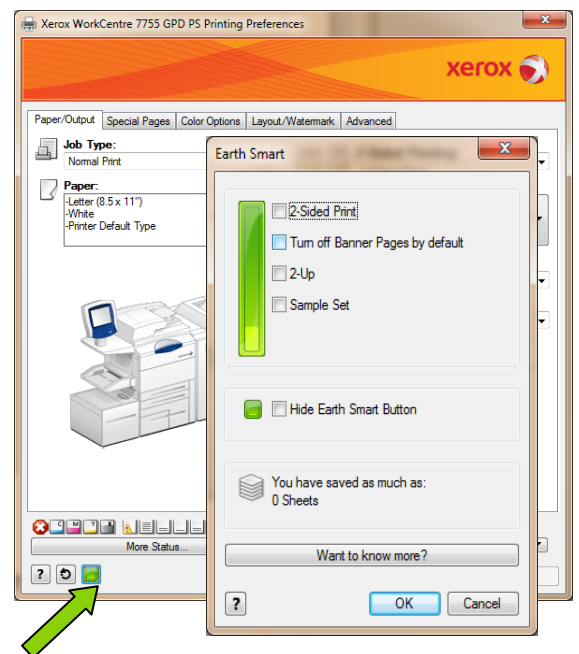 Xerox WorkCentre 7755 GPD PS Printing Preferences
xerox
Paper/Output Special Pages Color Options Layout/Watermark Advanced
Job Type:
Normal Print
Paper:
-Letter (8.5 x 11")
-White
-Printer Default Type
More Status...
Earth Smart
2-Sided Print
Turn off Banner Pages by default
2-Up
Sample Set
Hide Earth Smart Button
You have saved as much as:
0 Sheets
Want to know more?
?
?
OK Cancel